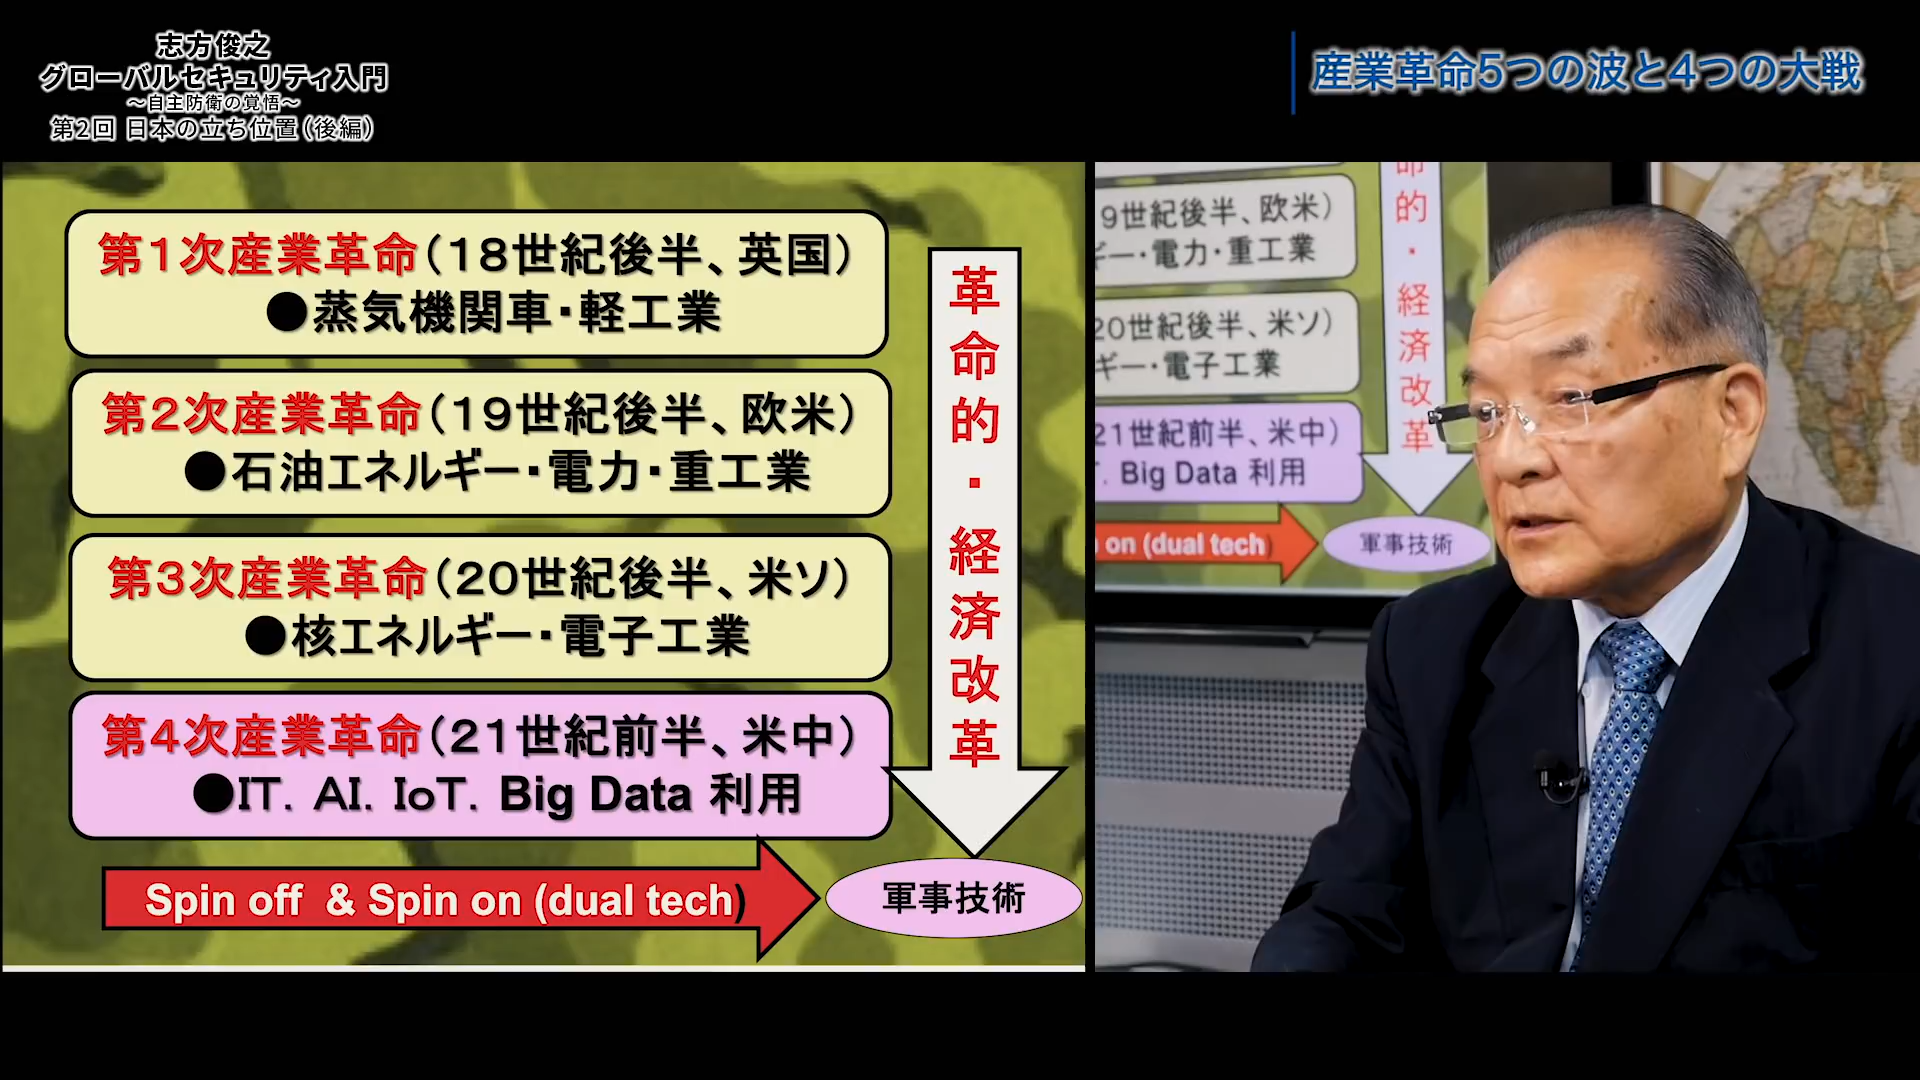 志方俊之
グローバルセキュリティ入門
～自主防衛の覚悟～
第2回 日本の立ち位置（後編）
産業革命5つの波と4つの大戦
第１次産業革命（１８世紀後半、英国）
●蒸気機関車・軽工業
第２次産業革命（１９世紀後半、欧米）
●石油エネルギー・電力・重工業
第３次産業革命（２０世紀後半、米ソ）
●核エネルギー・電子工業
第４次産業革命（２１世紀前半、米中）
●IT．AI．IoT．Big Data 利用
革命的・経済改革
Spin off & Spin on (dual tech)
軍事技術
9世紀後半、欧米）
ギー・電力・重工業
20世紀後半、米ソ）
ギー・電子工業
21世紀前半、米中）
. Big Data 利用
命的・経済改革
on (dual tech)
軍事技術